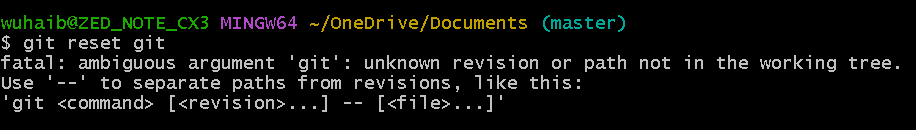 wuhaib@ZED_NOTE_CX3 MINGW64 ~/OneDrive/Documents (master)
$ git reset git
fatal: ambiguous argument 'git': unknown revision or path not in the working tree.
Use '--' to separate paths from revisions, like this:
'git <command> [<revision>...] -- [<file>...]'